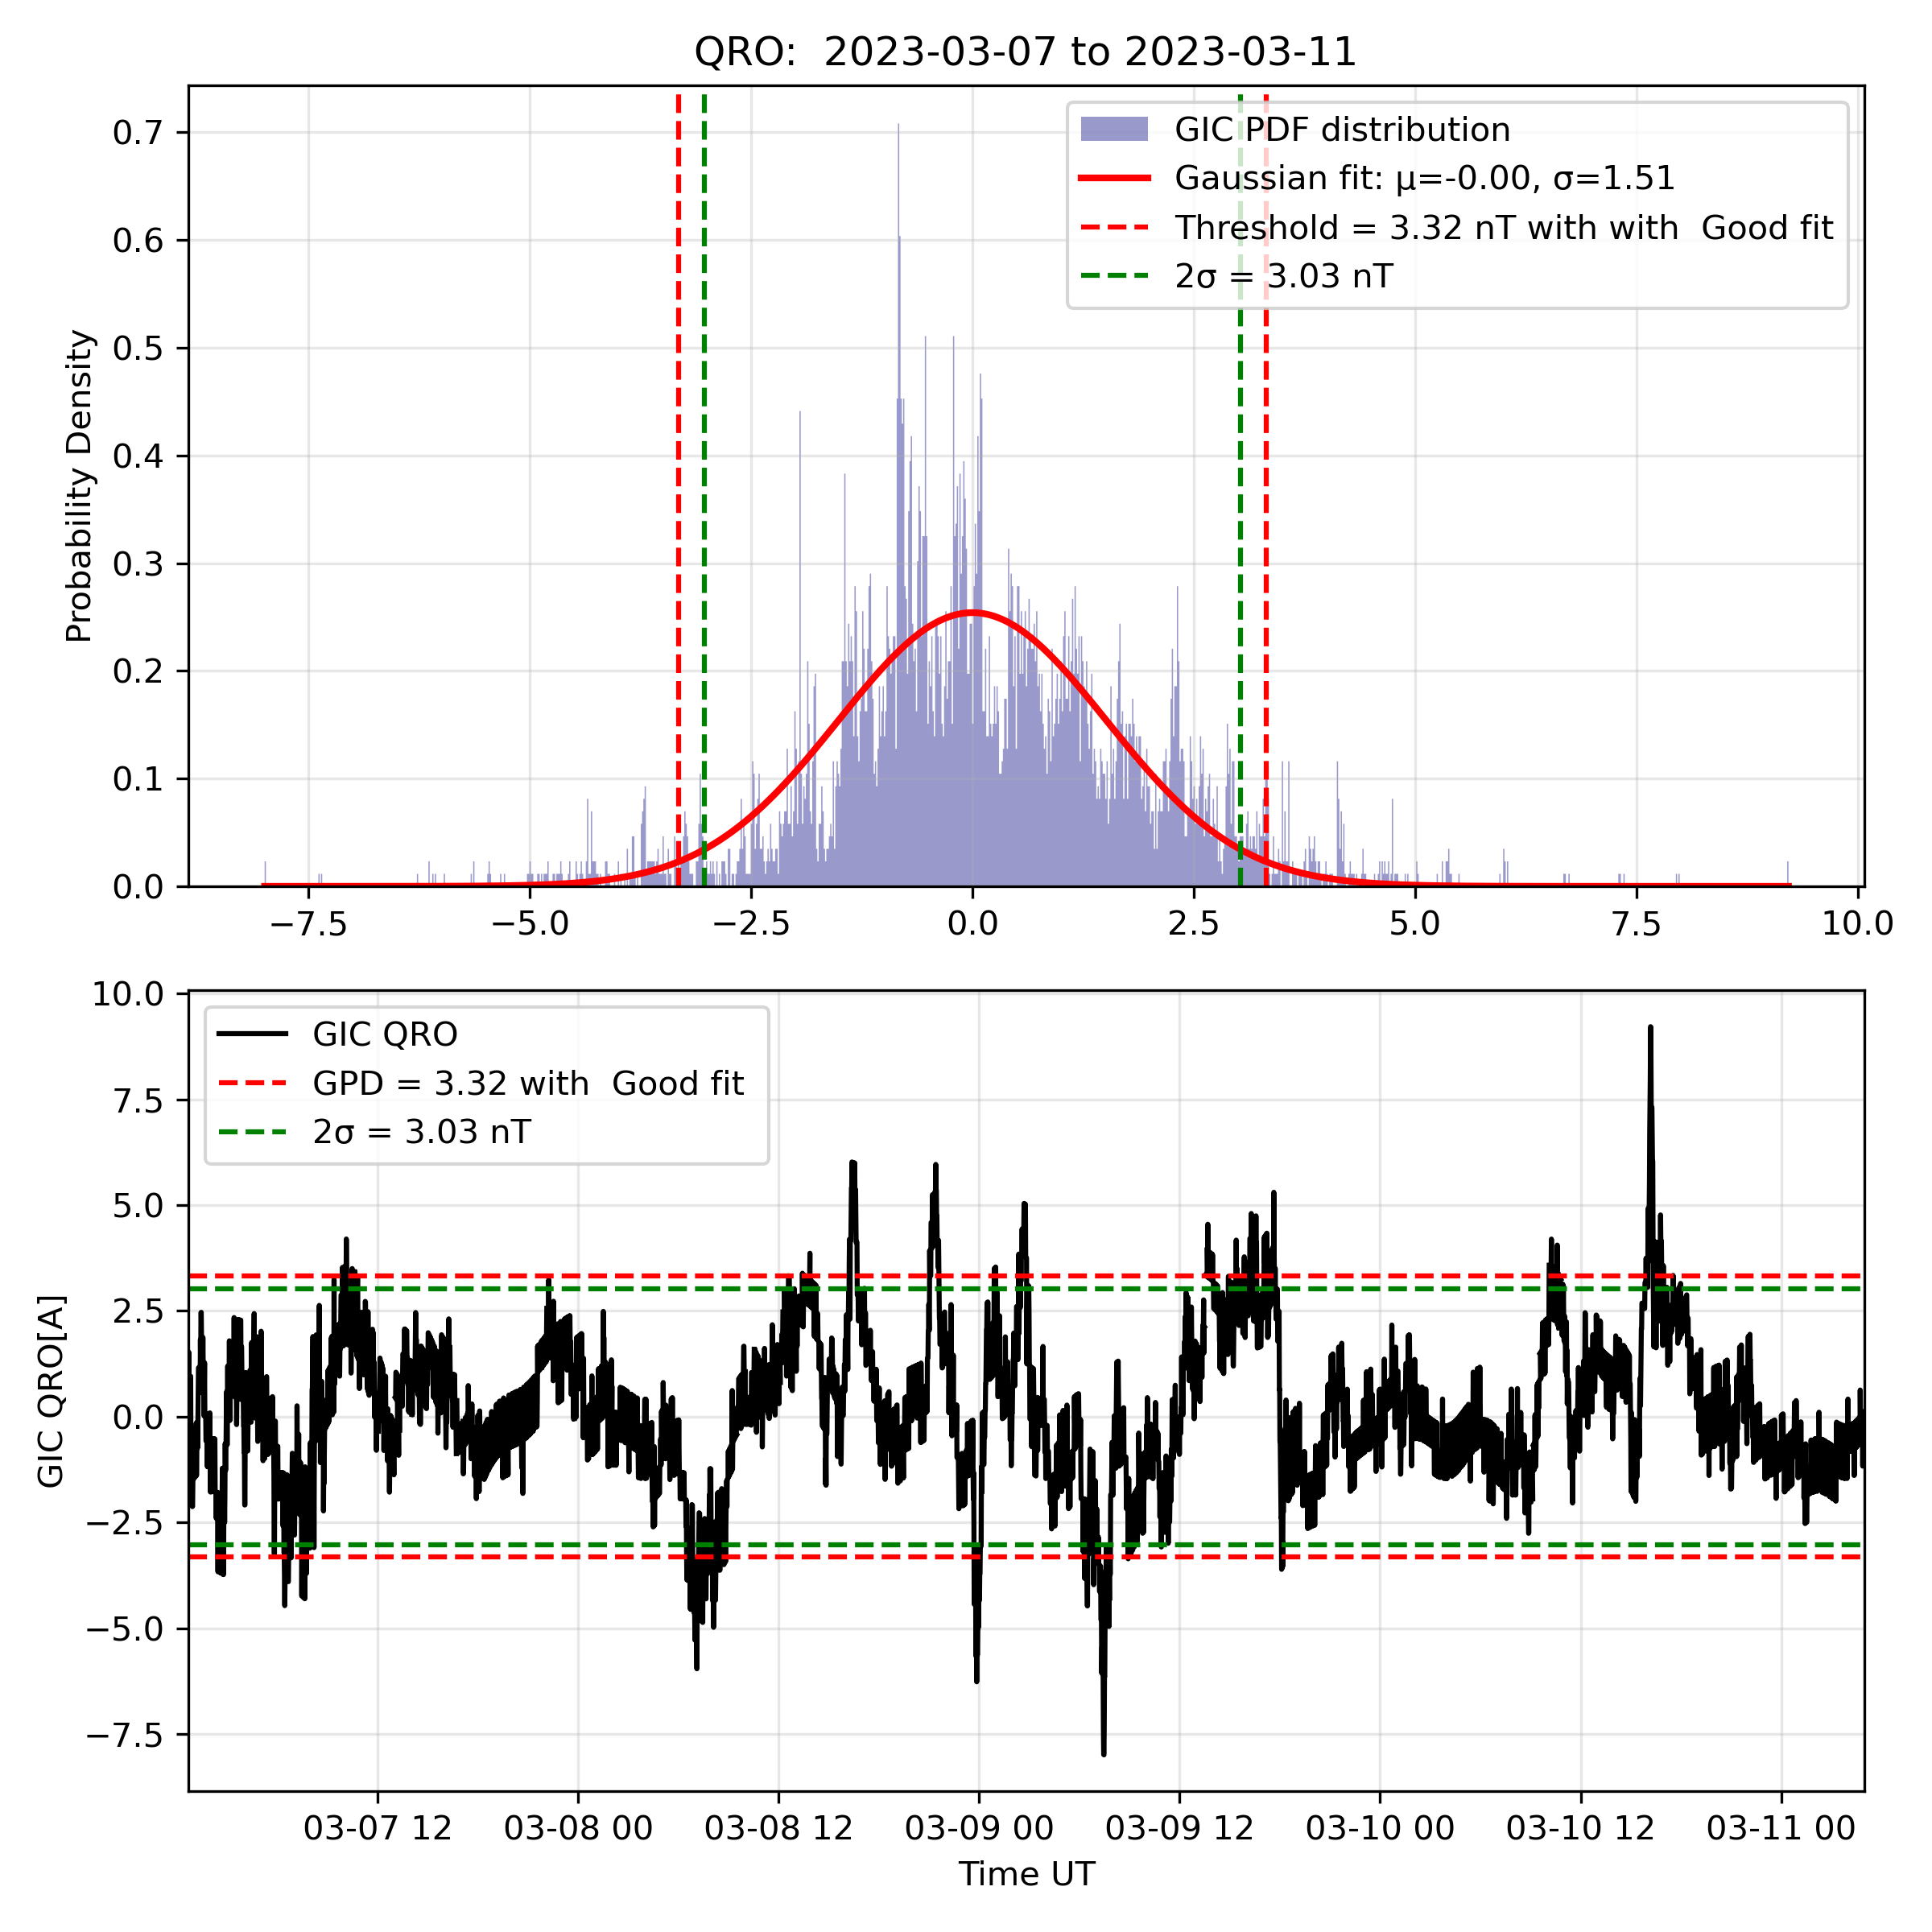 QRO:  2023-03-07 to 2023-03-11
GIC PDF distribution
Gaussian fit: μ=-0.00, σ=1.51
Threshold = 3.32 nT with with  Good fit
2σ = 3.03 nT
Probability Density
0.7
0.6
0.5
0.4
0.3
0.2
0.1
0.0
−7.5 −5.0 −2.5 0.0 2.5 5.0 7.5 10.0
GIC QRO
GPD = 3.32 with  Good fit
2σ = 3.03 nT
GIC QRO[A]
10.0
7.5
5.0
2.5
0.0
−2.5
−5.0
−7.5
03-07 12 03-08 00 03-08 12 03-09 00 03-09 12 03-10 00 03-10 12 03-11 00
Time UT